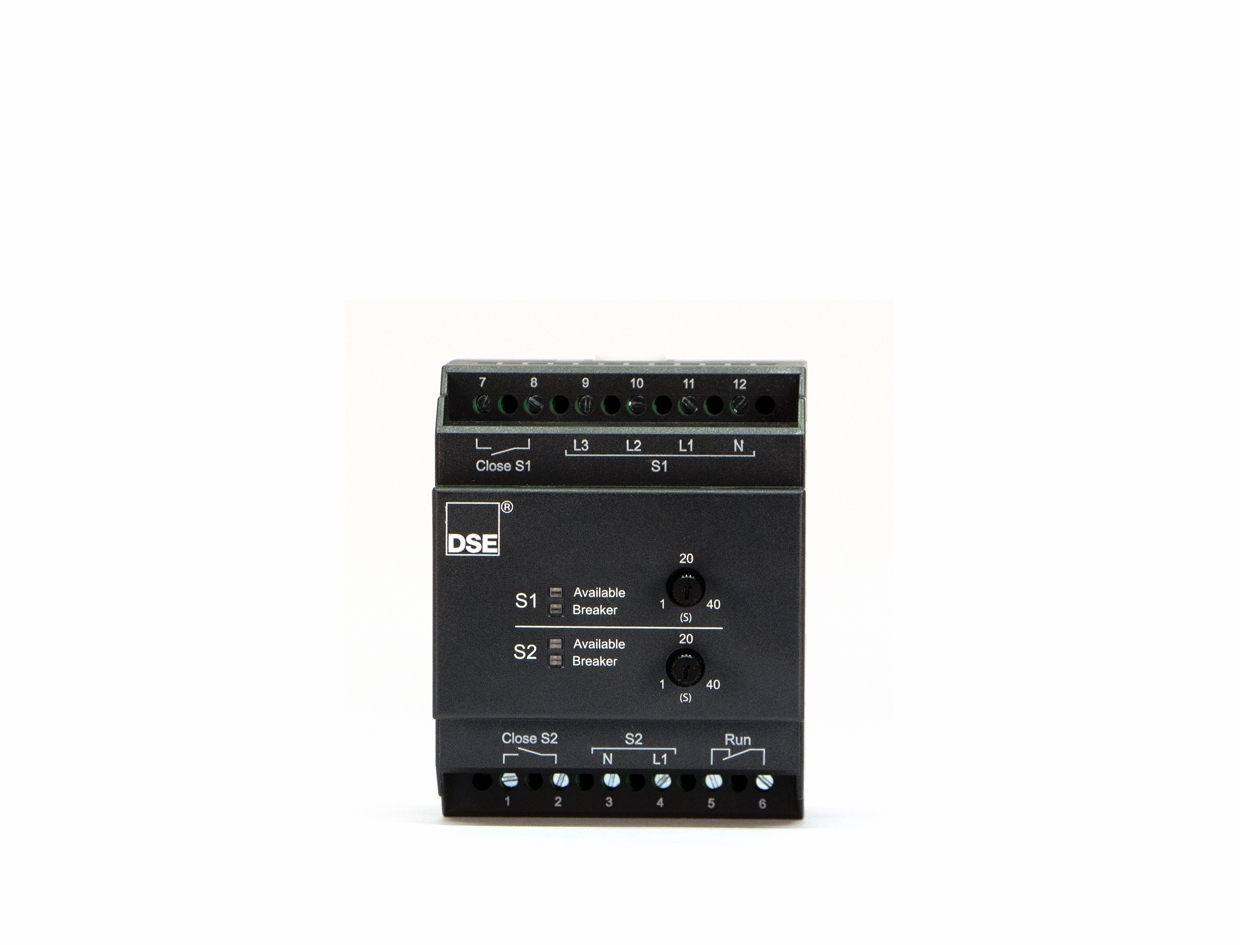 7 8 9 10 11 12
L3 L2 L1 N
Close S1 S1
DSE®
20
S1 Available
Breaker
1 40
(S)
20
S2 Available
Breaker
1 40
(S)
Close S2 S2 Run
N L1
1 2 3 4 5 6